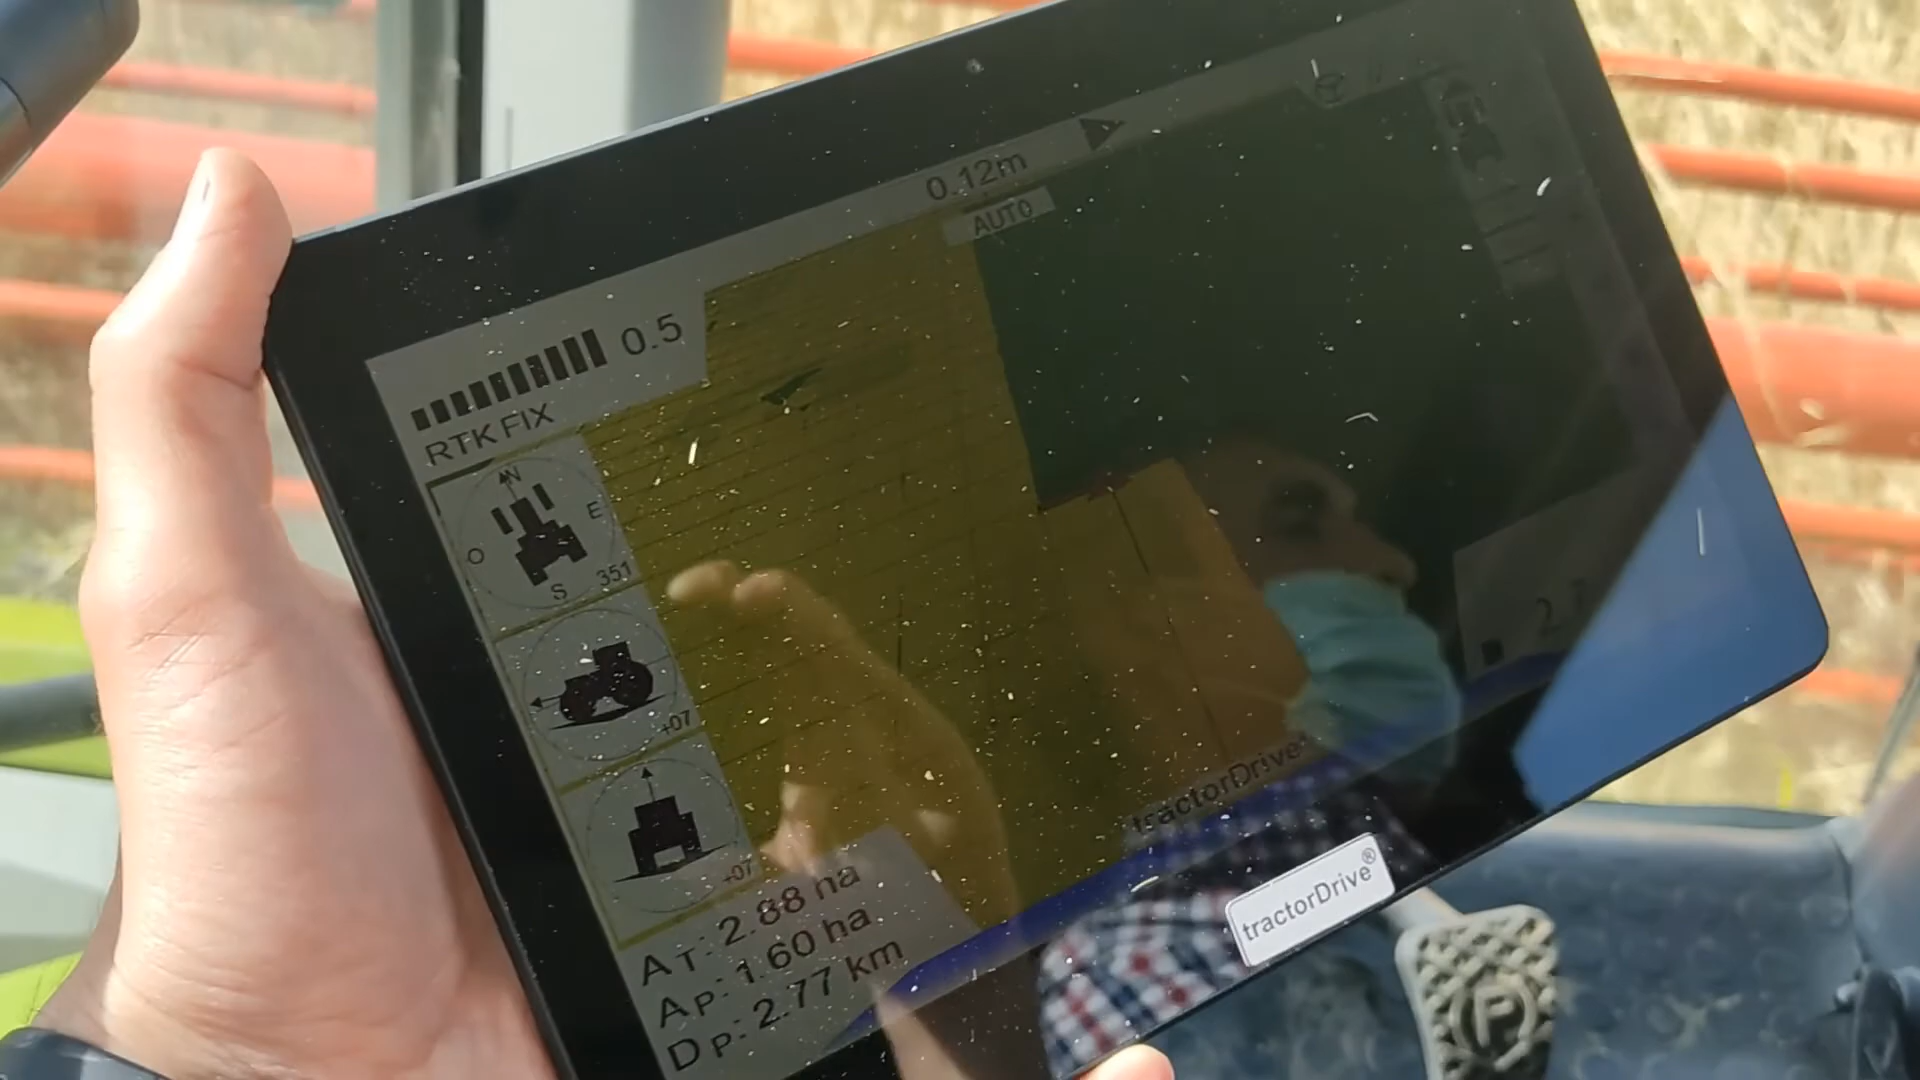 0.12m
AUTO
0.5
RTK FIX
N
E
O
S
351
+07
+07
AT: 2.88 ha
AP: 1.60 ha
DP: 2.77 km
tractorDrive
tractorDrive®
P